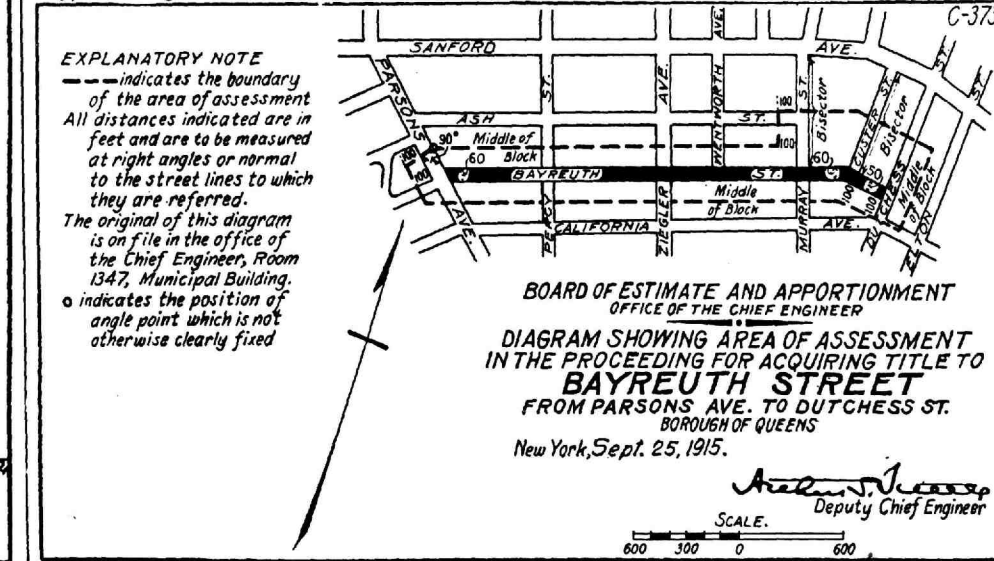 C-373
EXPLANATORY NOTE
indicates the boundary
of the area of assessment
All distances indicated are in
feet and are to be measured
at right angles or normal
to the street lines to which
they are referred.
The original of this diagram
is on file in the office of
the Chief Engineer, Room
1347, Municipal Building.
indicates the position of
angle point which is not
otherwise clearly fixed
SANFORD AVE.
PARSONS AVE.
ASH ST.
PERCY ST.
ZIEGLER AVE.
WENTWORTH AVE.
MURRAY ST.
Bisector
CUSTER ST.
Bisector
DUTCHESS ST.
ELTON ST.
90°
Middle of
Block
100
100
100
100
60
BAYREUTH ST.
60
50
100
100
Middle
of Block
Middle
of Block
CALIFORNIA AVE.
BOARD OF ESTIMATE AND APPORTIONMENT
OFFICE OF THE CHIEF ENGINEER
DIAGRAM SHOWING AREA OF ASSESSMENT
IN THE PROCEEDING FOR ACQUIRING TITLE TO
BAYREUTH STREET
FROM PARSONS AVE. TO DUTCHESS ST.
BOROUGH OF QUEENS
New York, Sept. 25, 1915.
Deputy Chief Engineer
SCALE.
600 300 0 600